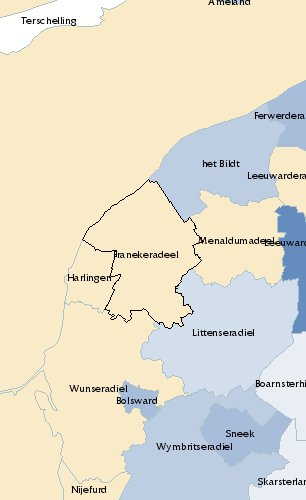 Ameland
Terschelling
Ferwerdera
het Bildt
Leeuwardera
Menaldumadeel
Leeuward
Franekeradeel
Harlingen
Littenseradiel
Boarnsterhi
Wunseradiel
Bolsward
Sneek
Wymbritseradiel
Skarsterlan
Nijefurd